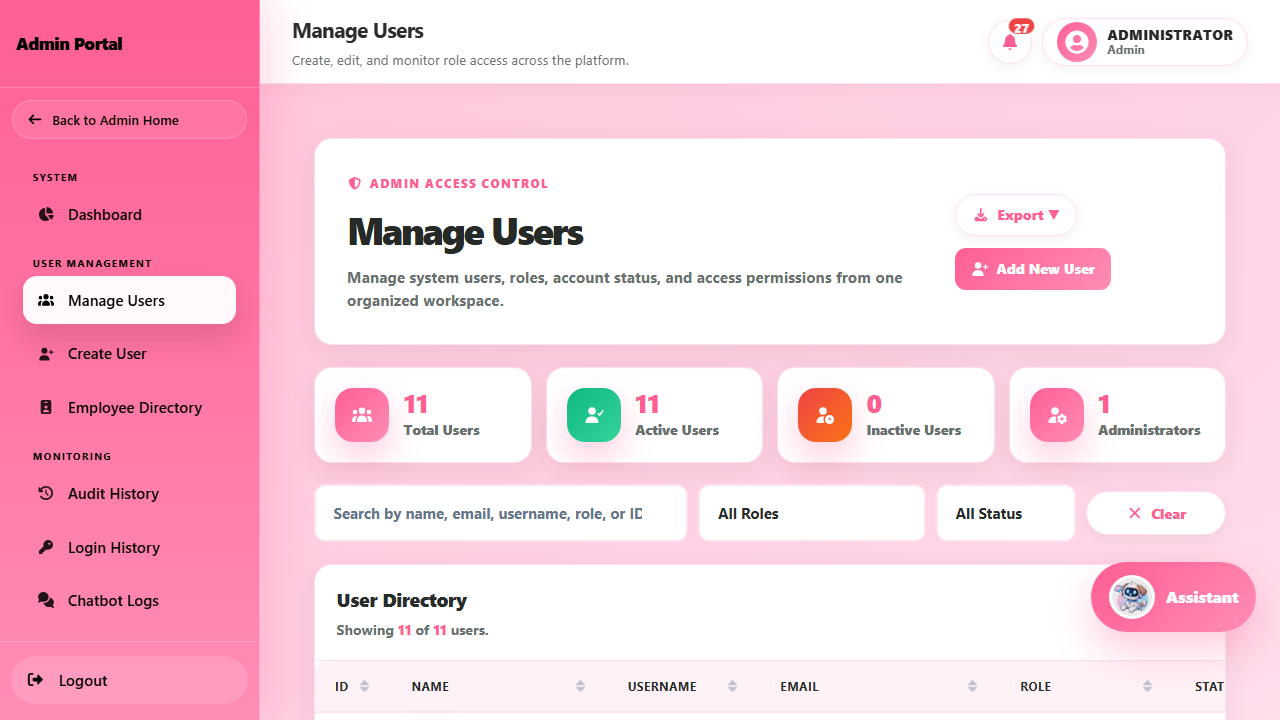 Admin Portal
Back to Admin Home
SYSTEM
Dashboard
USER MANAGEMENT
Manage Users
Create User
Employee Directory
MONITORING
Audit History
Login History
Chatbot Logs
Logout
Manage Users
Create, edit, and monitor role access across the platform.
27
ADMINISTRATOR
Admin
ADMIN ACCESS CONTROL
Manage Users
Manage system users, roles, account status, and access permissions from one
organized workspace.
Export ▼
Add New User
11
Total Users
11
Active Users
0
Inactive Users
1
Administrators
Search by name, email, username, role, or ID
All Roles
All Status
Clear
User Directory
Showing 11 of 11 users.
Assistant
ID NAME USERNAME EMAIL ROLE STAT